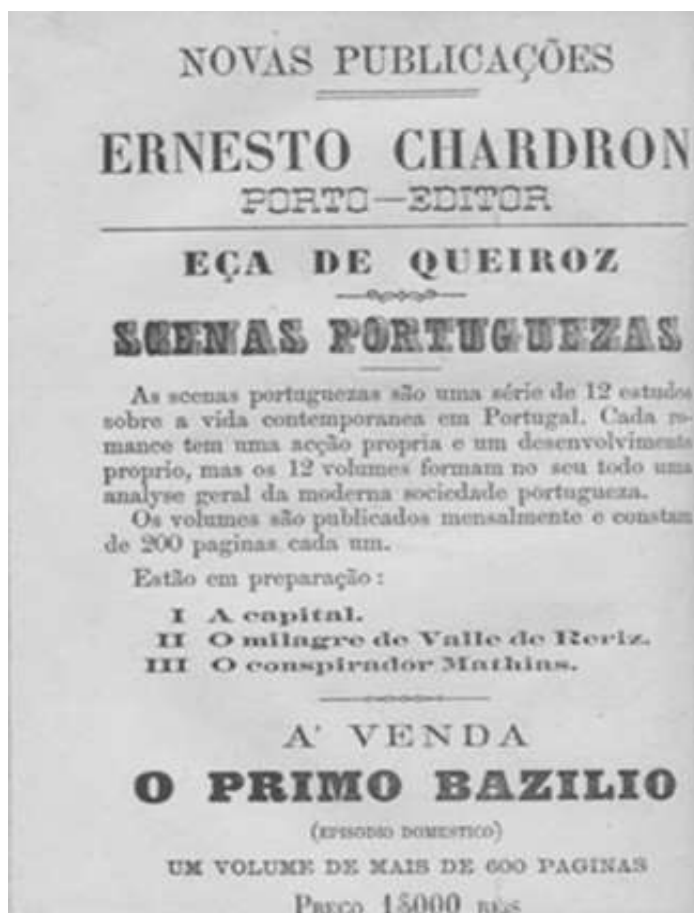 NOVAS PUBLICAÇÕES
ERNESTO CHARDRON
PORTO—EDITOR
EÇA DE QUEIROZ
SCENAS PORTUGUEZAS
As scenas portuguezas são uma série de 12 estudos
sobre a vida contemporanea em Portugal. Cada ro-
mance tem uma acção propria e um desenvolvimento
proprio, mas os 12 volumes formam no seu todo uma
analyse geral da moderna sociedade portugueza.
Os volumes são publicados mensalmente e constam
de 200 paginas cada um.
Estão em preparação:
I A capital.
II O milagre do Valle de Reriz.
III O conspirador Mathias.
A' VENDA
O PRIMO BAZILIO
(EPISODIO DOMESTICO)
UM VOLUME DE MAIS DE 600 PAGINAS
PREÇO 1$000 REIS